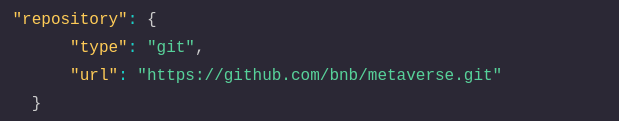 "repository": {
"type": "git",
"url": "https://github.com/bnb/metaverse.git"
}